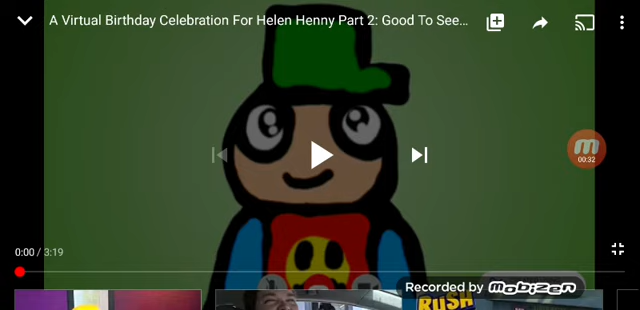 A Virtual Birthday Celebration For Helen Henny Part 2: Good To See...
00:32
0:00 / 3:19
Recorded by mobizen
RUSH